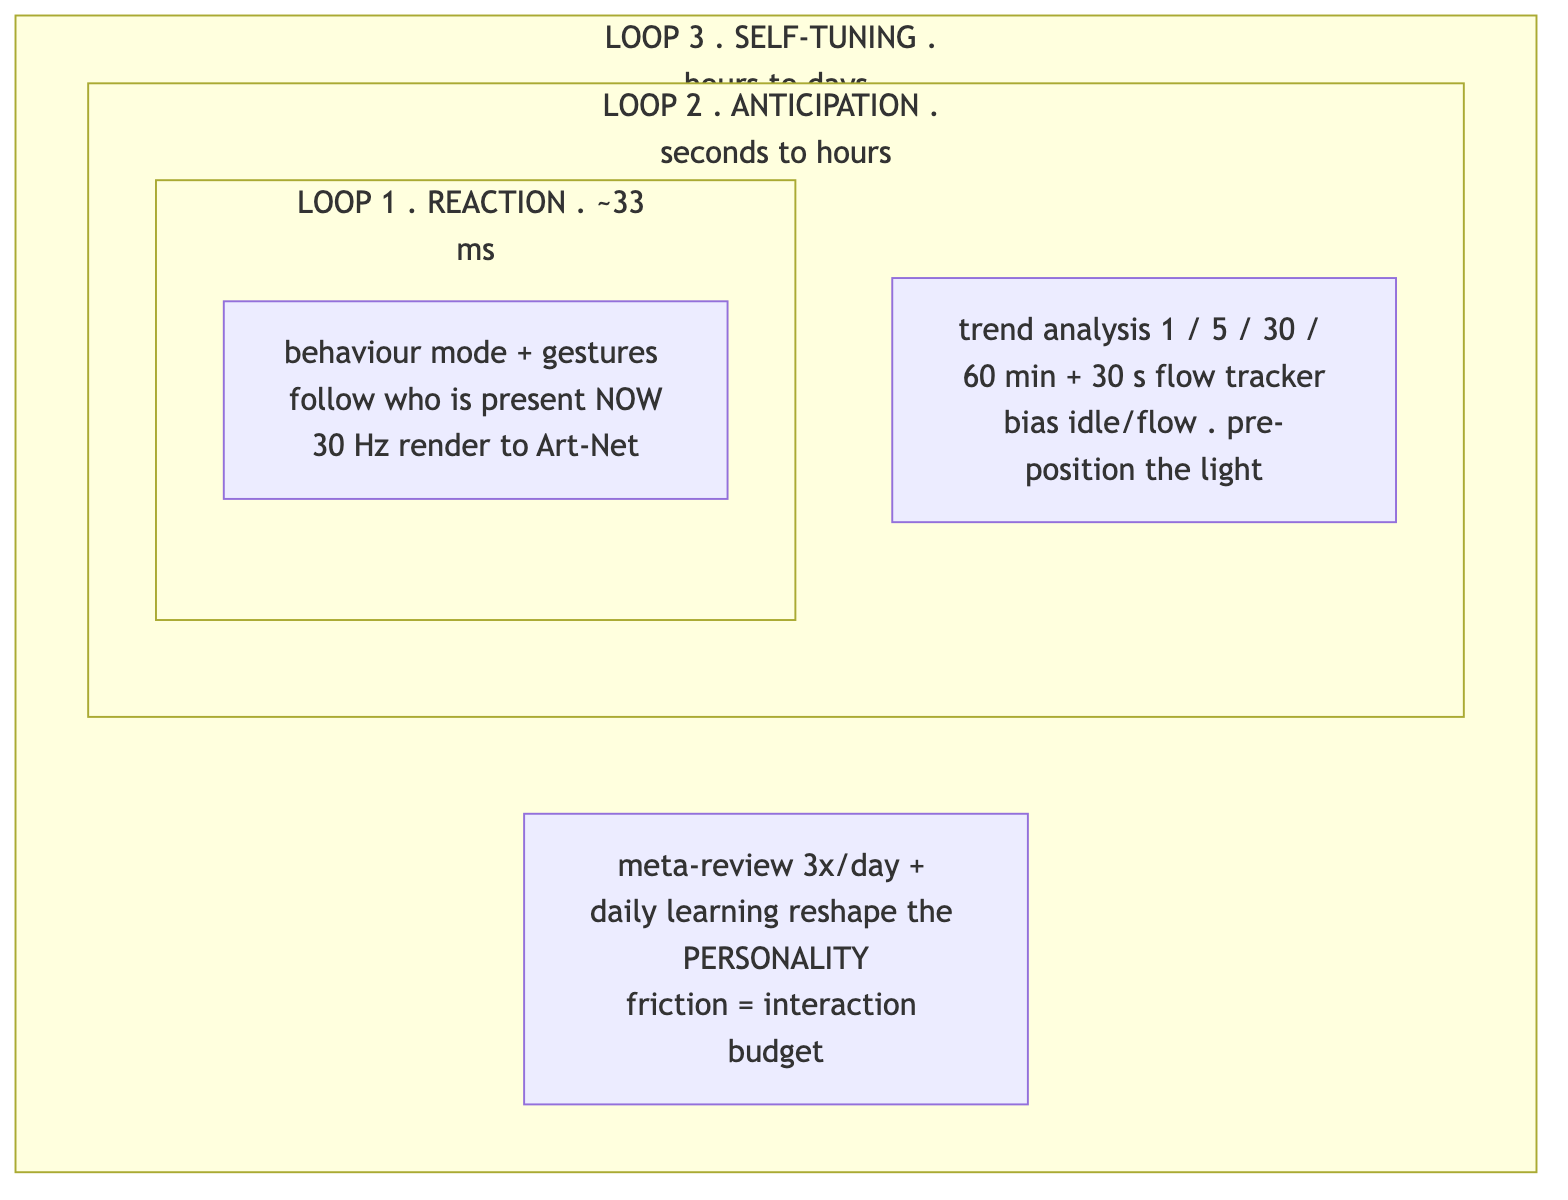 LOOP 3 . SELF-TUNING .
hours to days
LOOP 2 . ANTICIPATION .
seconds to hours
LOOP 1 . REACTION . ~33
ms
behaviour mode + gestures
follow who is present NOW
30 Hz render to Art-Net
trend analysis 1 / 5 / 30 /
60 min + 30 s flow tracker
bias idle/flow . pre-
position the light
meta-review 3x/day +
daily learning reshape the
PERSONALITY
friction = interaction
budget